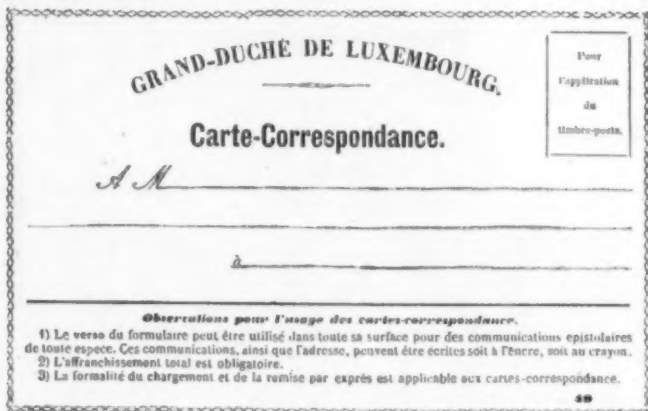 GRAND-DUCHÉ DE LUXEMBOURG.
Pour
l'application
du
timbre-poste.
Carte-Correspondance.
A M
à
Observations pour l'usage des cartes-correspondance.
1) Le verso du formulaire peut être utilisé dans toute sa surface pour des communications épistolaires
de toute espece. Ces communications, ainsi que l'adresse, peuvent être écrites soit à l'encre, soit au crayon.
2) L'affranchissement total est obligatoire.
3) La formalité du chargement et de la remise par exprès est applicable aux cartes-correspondance.